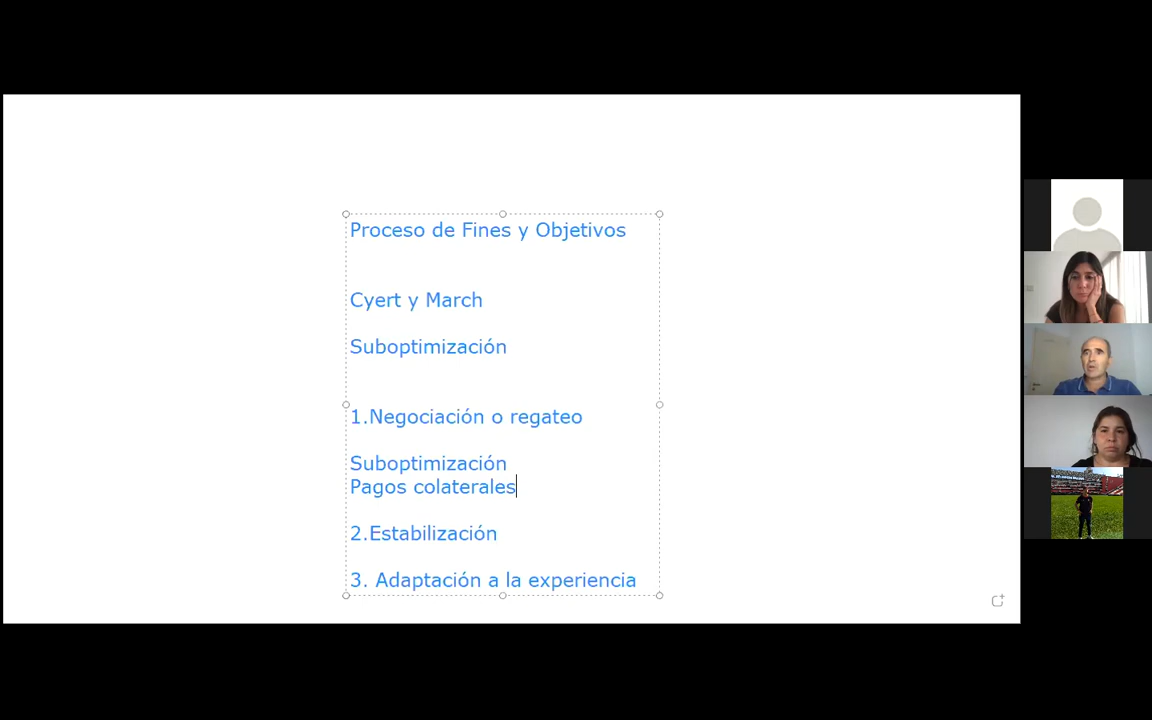 Proceso de Fines y Objetivos
Cyert y March
Suboptimización
1.Negociación o regateo
Suboptimización
Pagos colaterales
2.Estabilización
3. Adaptación a la experiencia